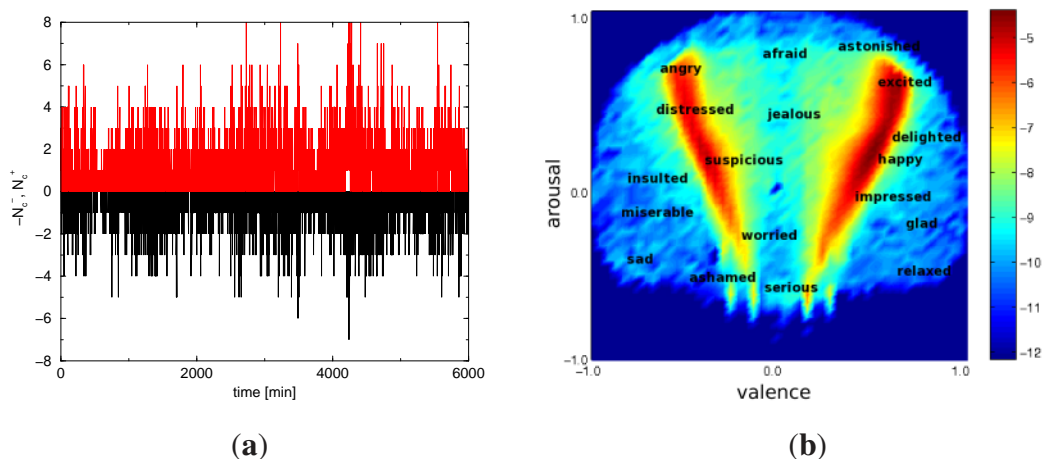 8
6
4
2
0
−2
−4
−6
−8
−N_c^−, N_c^+
0 2000 4000 6000
time [min]
(a)
1.0
0.0
−1.0
arousal
afraid astonished
angry excited
distressed jealous
delighted
suspicious happy
insulted impressed
miserable glad
worried
sad ashamed relaxed
serious
−1.0 0.0 1.0
valence
−5
−6
−7
−8
−9
−10
−11
−12
(b)